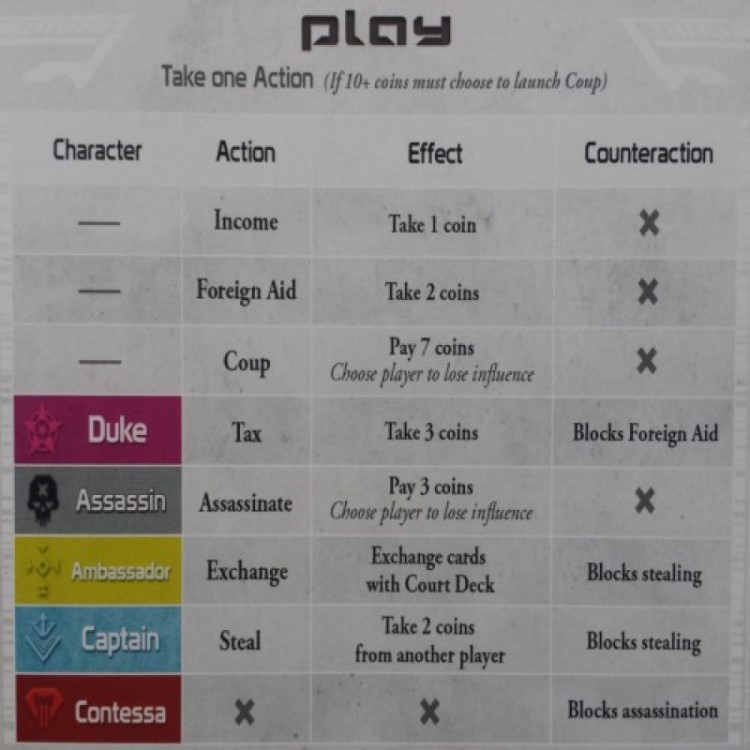 play
Take one Action (If 10+ coins must choose to launch Coup)
Character Action Effect Counteraction
— Income Take 1 coin ✖
— Foreign Aid Take 2 coins ✖
— Coup Pay 7 coins ✖
Choose player to lose influence
Duke Tax Take 3 coins Blocks Foreign Aid
Assassin Assassinate Pay 3 coins ✖
Choose player to lose influence
Ambassador Exchange Exchange cards Blocks stealing
with Court Deck
Captain Steal Take 2 coins Blocks stealing
from another player
Contessa ✖ ✖ Blocks assassination